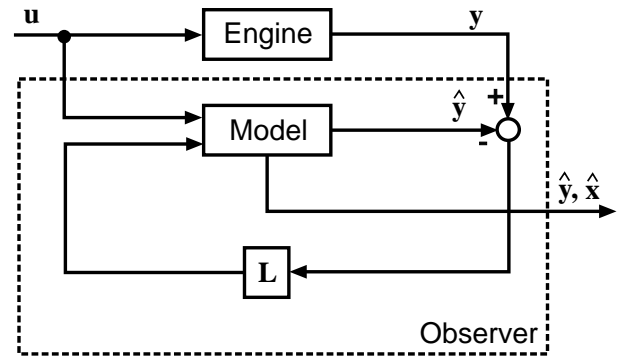 u
Engine
y
+
Model
ŷ
-
ŷ, x̂
L
Observer